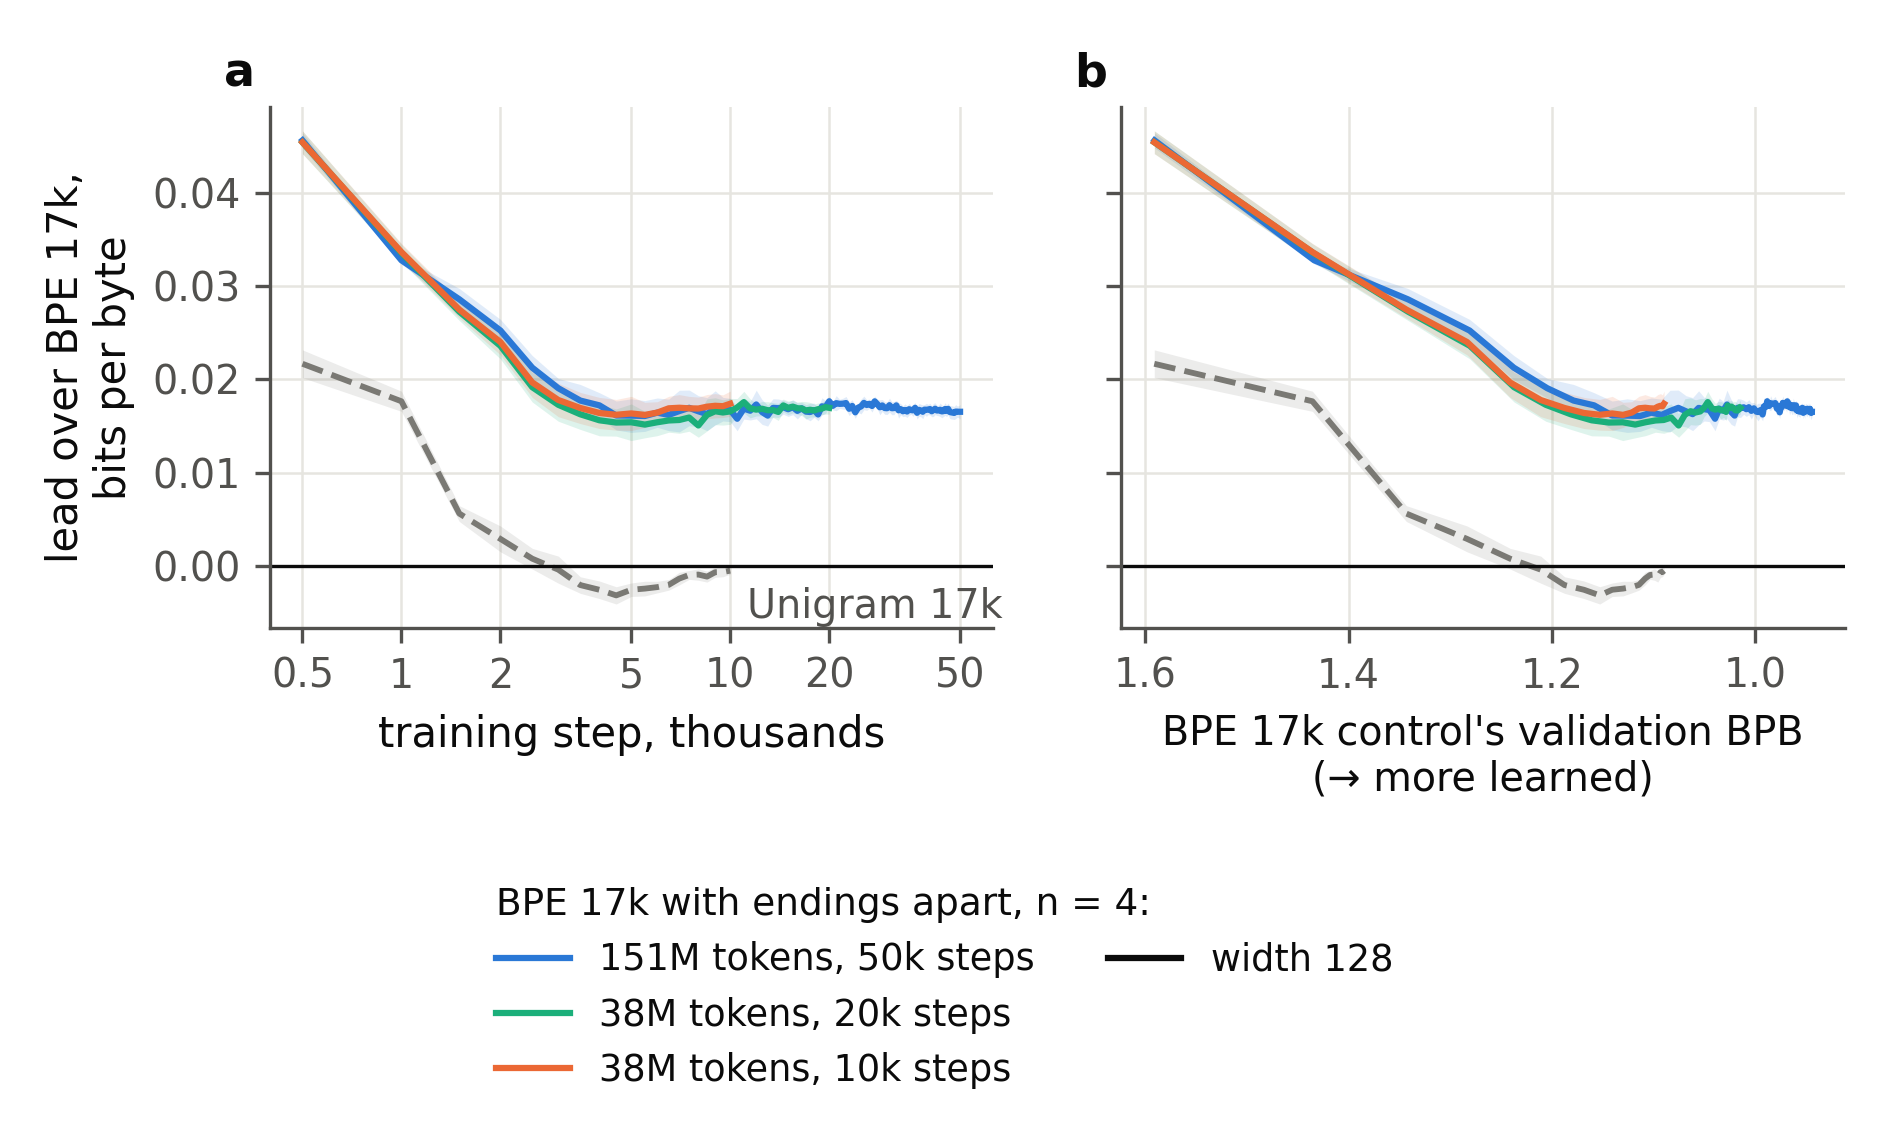 a
b
lead over BPE 17k,
bits per byte
0.04
0.03
0.02
0.01
0.00
Unigram 17k
0.5 1 2 5 10 20 50
1.6 1.4 1.2 1.0
training step, thousands
BPE 17k control's validation BPB
(→ more learned)
BPE 17k with endings apart, n = 4:
151M tokens, 50k steps
38M tokens, 20k steps
38M tokens, 10k steps
width 128